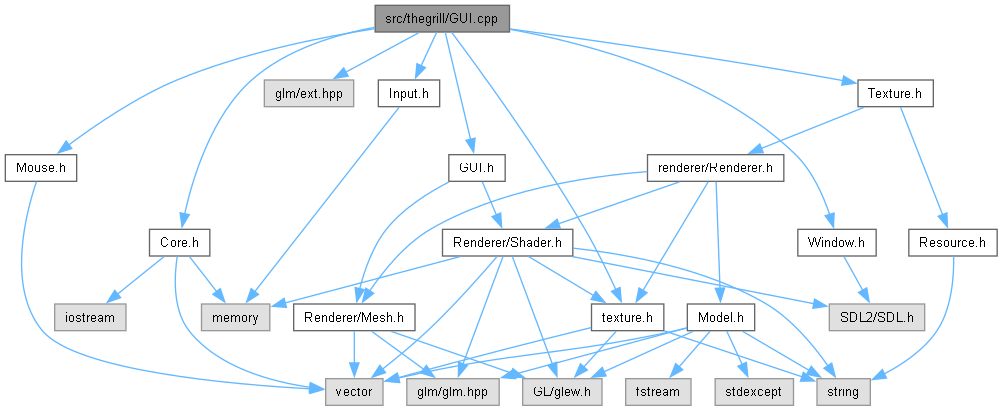 src/thegrill/GUI.cpp
glm/ext.hpp
Input.h
Texture.h
Mouse.h
GUI.h
renderer/Renderer.h
Core.h
Renderer/Shader.h
Window.h
Resource.h
iostream
memory
Renderer/Mesh.h
texture.h
Model.h
SDL2/SDL.h
vector
glm/glm.hpp
GL/glew.h
fstream
stdexcept
string